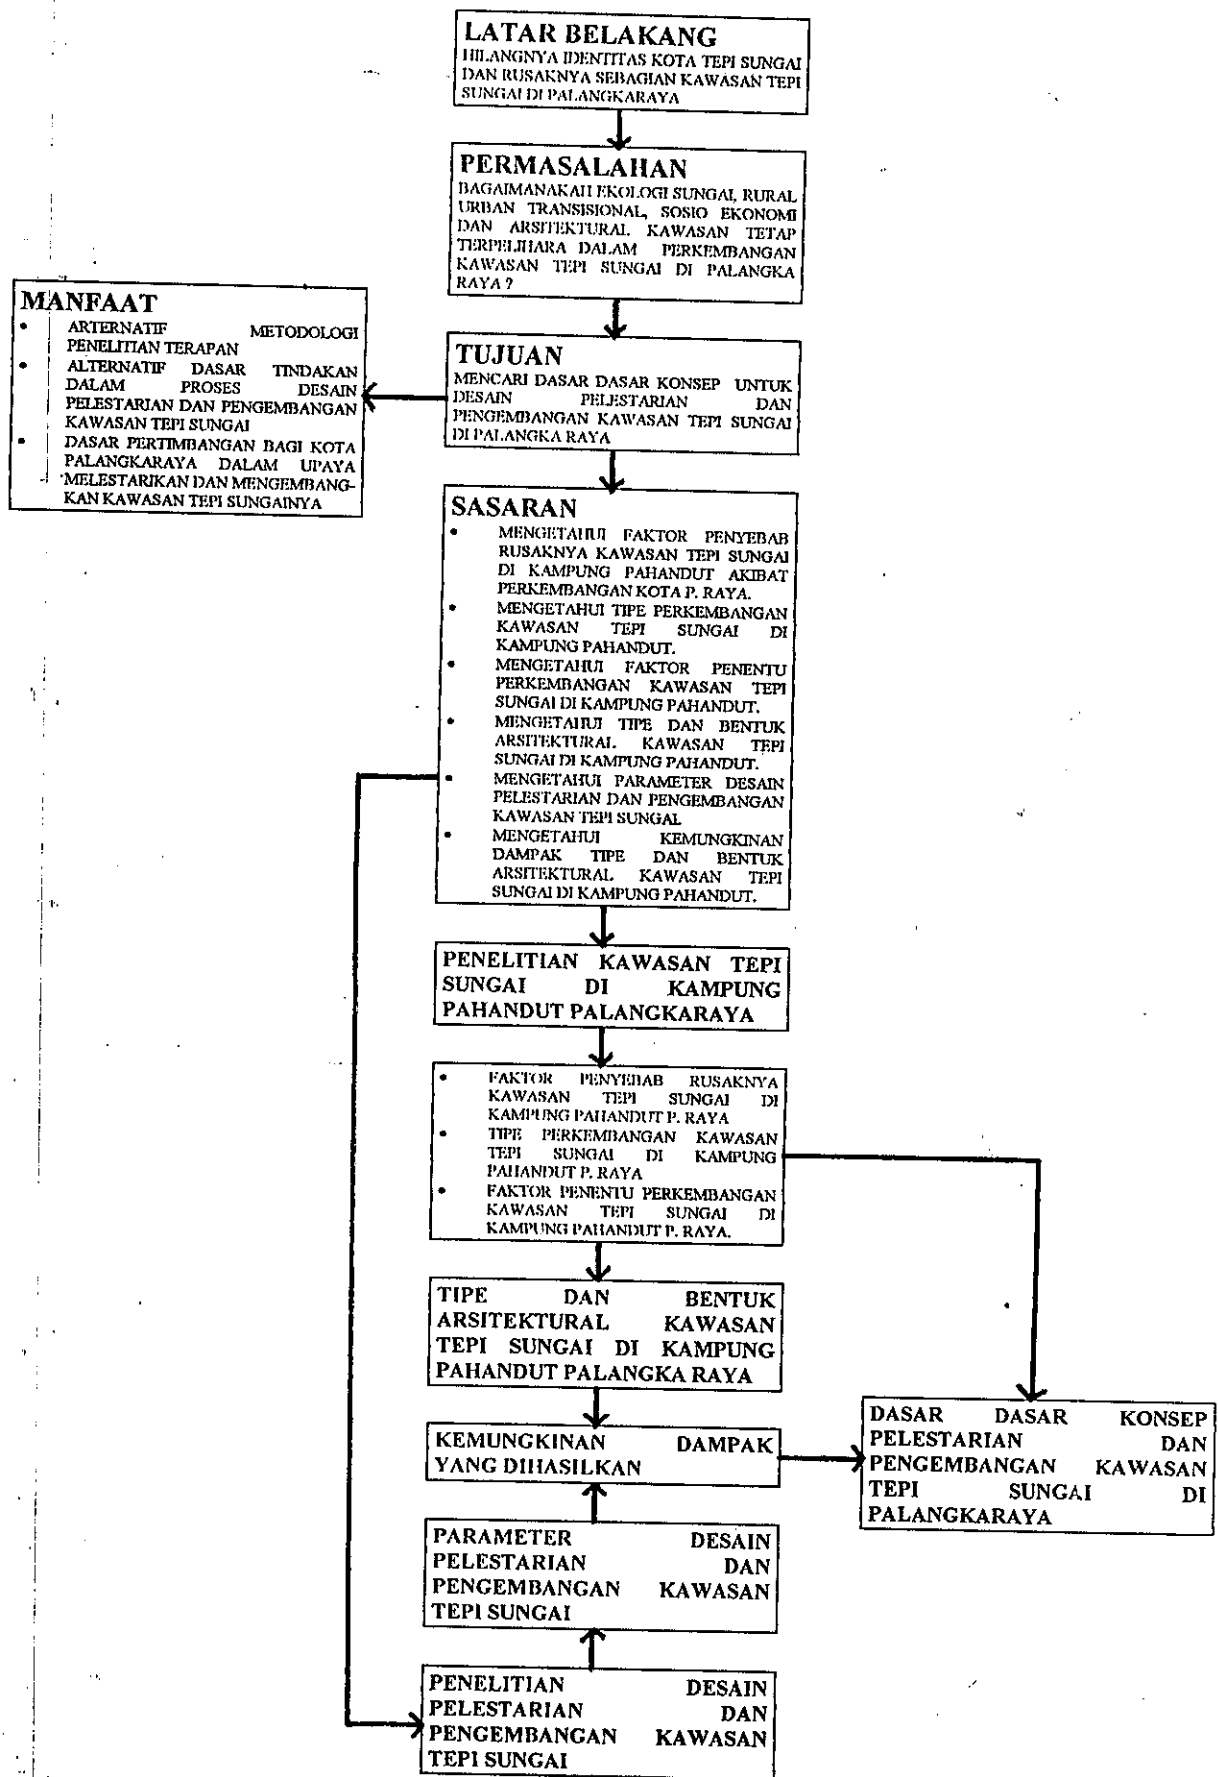 LATAR BELAKANG
HILANGNYA IDENTITAS KOTA TEPI SUNGAI
DAN RUSAKNYA SEBAGIAN KAWASAN TEPI
SUNGAI DI PALANGKARAYA
PERMASALAHAN
BAGAIMANAKAH EKOLOGI SUNGAI, RURAL
URBAN TRANSISIONAL, SOSIO EKONOMI
DAN ARSITEKTURAL KAWASAN TETAP
TERPELIHARA DALAM PERKEMBANGAN
KAWASAN TEPI SUNGAI DI PALANGKA
RAYA ?
MANFAAT
• ARTERNATIF METODOLOGI
PENELITIAN TERAPAN
• ALTERNATIF DASAR TINDAKAN
DALAM PROSES DESAIN
PELESTARIAN DAN PENGEMBANGAN
KAWASAN TEPI SUNGAI
• DASAR PERTIMBANGAN BAGI KOTA
PALANGKARAYA DALAM UPAYA
MELESTARIKAN DAN MENGEMBANG-
KAN KAWASAN TEPI SUNGAINYA
TUJUAN
MENCARI DASAR DASAR KONSEP UNTUK
DESAIN PELESTARIAN DAN
PENGEMBANGAN KAWASAN TEPI SUNGAI
DI PALANGKA RAYA
SASARAN
• MENGETAHUI FAKTOR PENYEBAB
RUSAKNYA KAWASAN TEPI SUNGAI
DI KAMPUNG PAHANDUT AKIBAT
PERKEMBANGAN KOTA P. RAYA.
• MENGETAHUI TIPE PERKEMBANGAN
KAWASAN TEPI SUNGAI DI
KAMPUNG PAHANDUT.
• MENGETAHUI FAKTOR PENENTU
PERKEMBANGAN KAWASAN TEPI
SUNGAI DI KAMPUNG PAHANDUT.
• MENGETAHUI TIPE DAN BENTUK
ARSITEKTURAL KAWASAN TEPI
SUNGAI DI KAMPUNG PAHANDUT.
• MENGETAHUI PARAMETER DESAIN
PELESTARIAN DAN PENGEMBANGAN
KAWASAN TEPI SUNGAI.
• MENGETAHUI KEMUNGKINAN
DAMPAK TIPE DAN BENTUK
ARSITEKTURAL KAWASAN TEPI
SUNGAI DI KAMPUNG PAHANDUT.
PENELITIAN KAWASAN TEPI
SUNGAI DI KAMPUNG
PAHANDUT PALANGKARAYA
• FAKTOR PENYEBAB RUSAKNYA
KAWASAN TEPI SUNGAI DI
KAMPUNG PAHANDUT P. RAYA
• TIPE PERKEMBANGAN KAWASAN
TEPI SUNGAI DI KAMPUNG
PAHANDUT P. RAYA
• FAKTOR PENENTU PERKEMBANGAN
KAWASAN TEPI SUNGAI DI
KAMPUNG PAHANDUT P. RAYA.
TIPE DAN BENTUK
ARSITEKTURAL KAWASAN
TEPI SUNGAI DI KAMPUNG
PAHANDUT PALANGKA RAYA
KEMUNGKINAN DAMPAK
YANG DIHASILKAN
DASAR DASAR KONSEP
PELESTARIAN DAN
PENGEMBANGAN KAWASAN
TEPI SUNGAI DI
PALANGKARAYA
PARAMETER DESAIN
PELESTARIAN DAN
PENGEMBANGAN KAWASAN
TEPI SUNGAI
PENELITIAN DESAIN
PELESTARIAN DAN
PENGEMBANGAN KAWASAN
TEPI SUNGAI